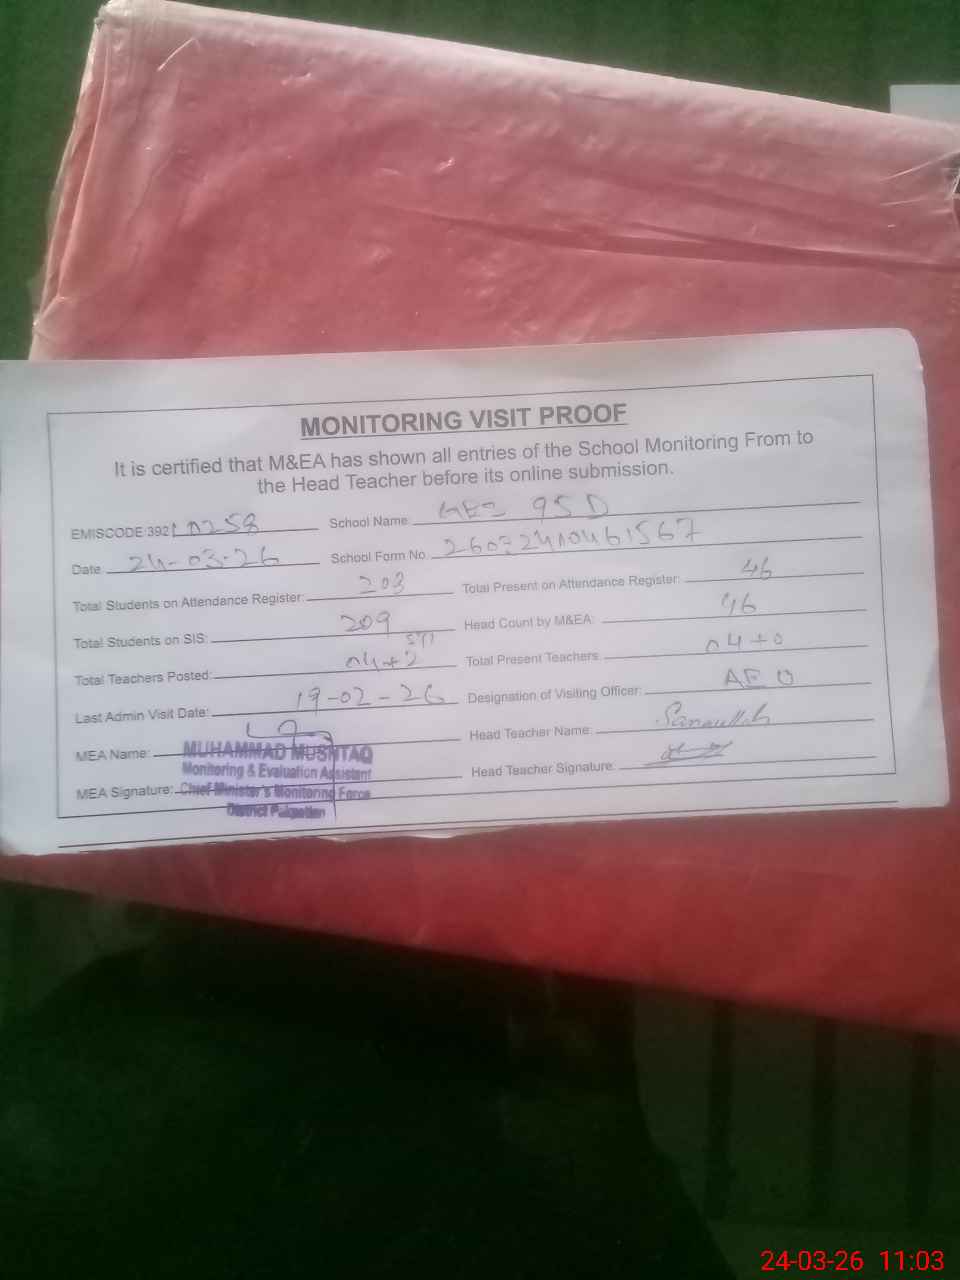 MONITORING VISIT PROOF
It is certified that M&EA has shown all entries of the School Monitoring From to
the Head Teacher before its online submission.
EMISCODE:392 10258 School Name: 95 D
Date 24-03-26 School Form No. 26032410461567
Total Students on Attendance Register: 203 Total Present on Attendance Register: 46
Total Students on SIS: 209 Head Count by M&EA: 46
STI
Total Teachers Posted: 04+2 Total Present Teachers: 04+0
Last Admin Visit Date: 19-02-26 Designation of Visiting Officer: AEO
MEA Name: MUHAMMAD MUSHTAQ Head Teacher Name: Sanaullah
Monitoring & Evaluation Assistant
MEA Signature: Chief Minister's Monitoring Force Head Teacher Signature:
District Pakpattan
24-03-26 11:03